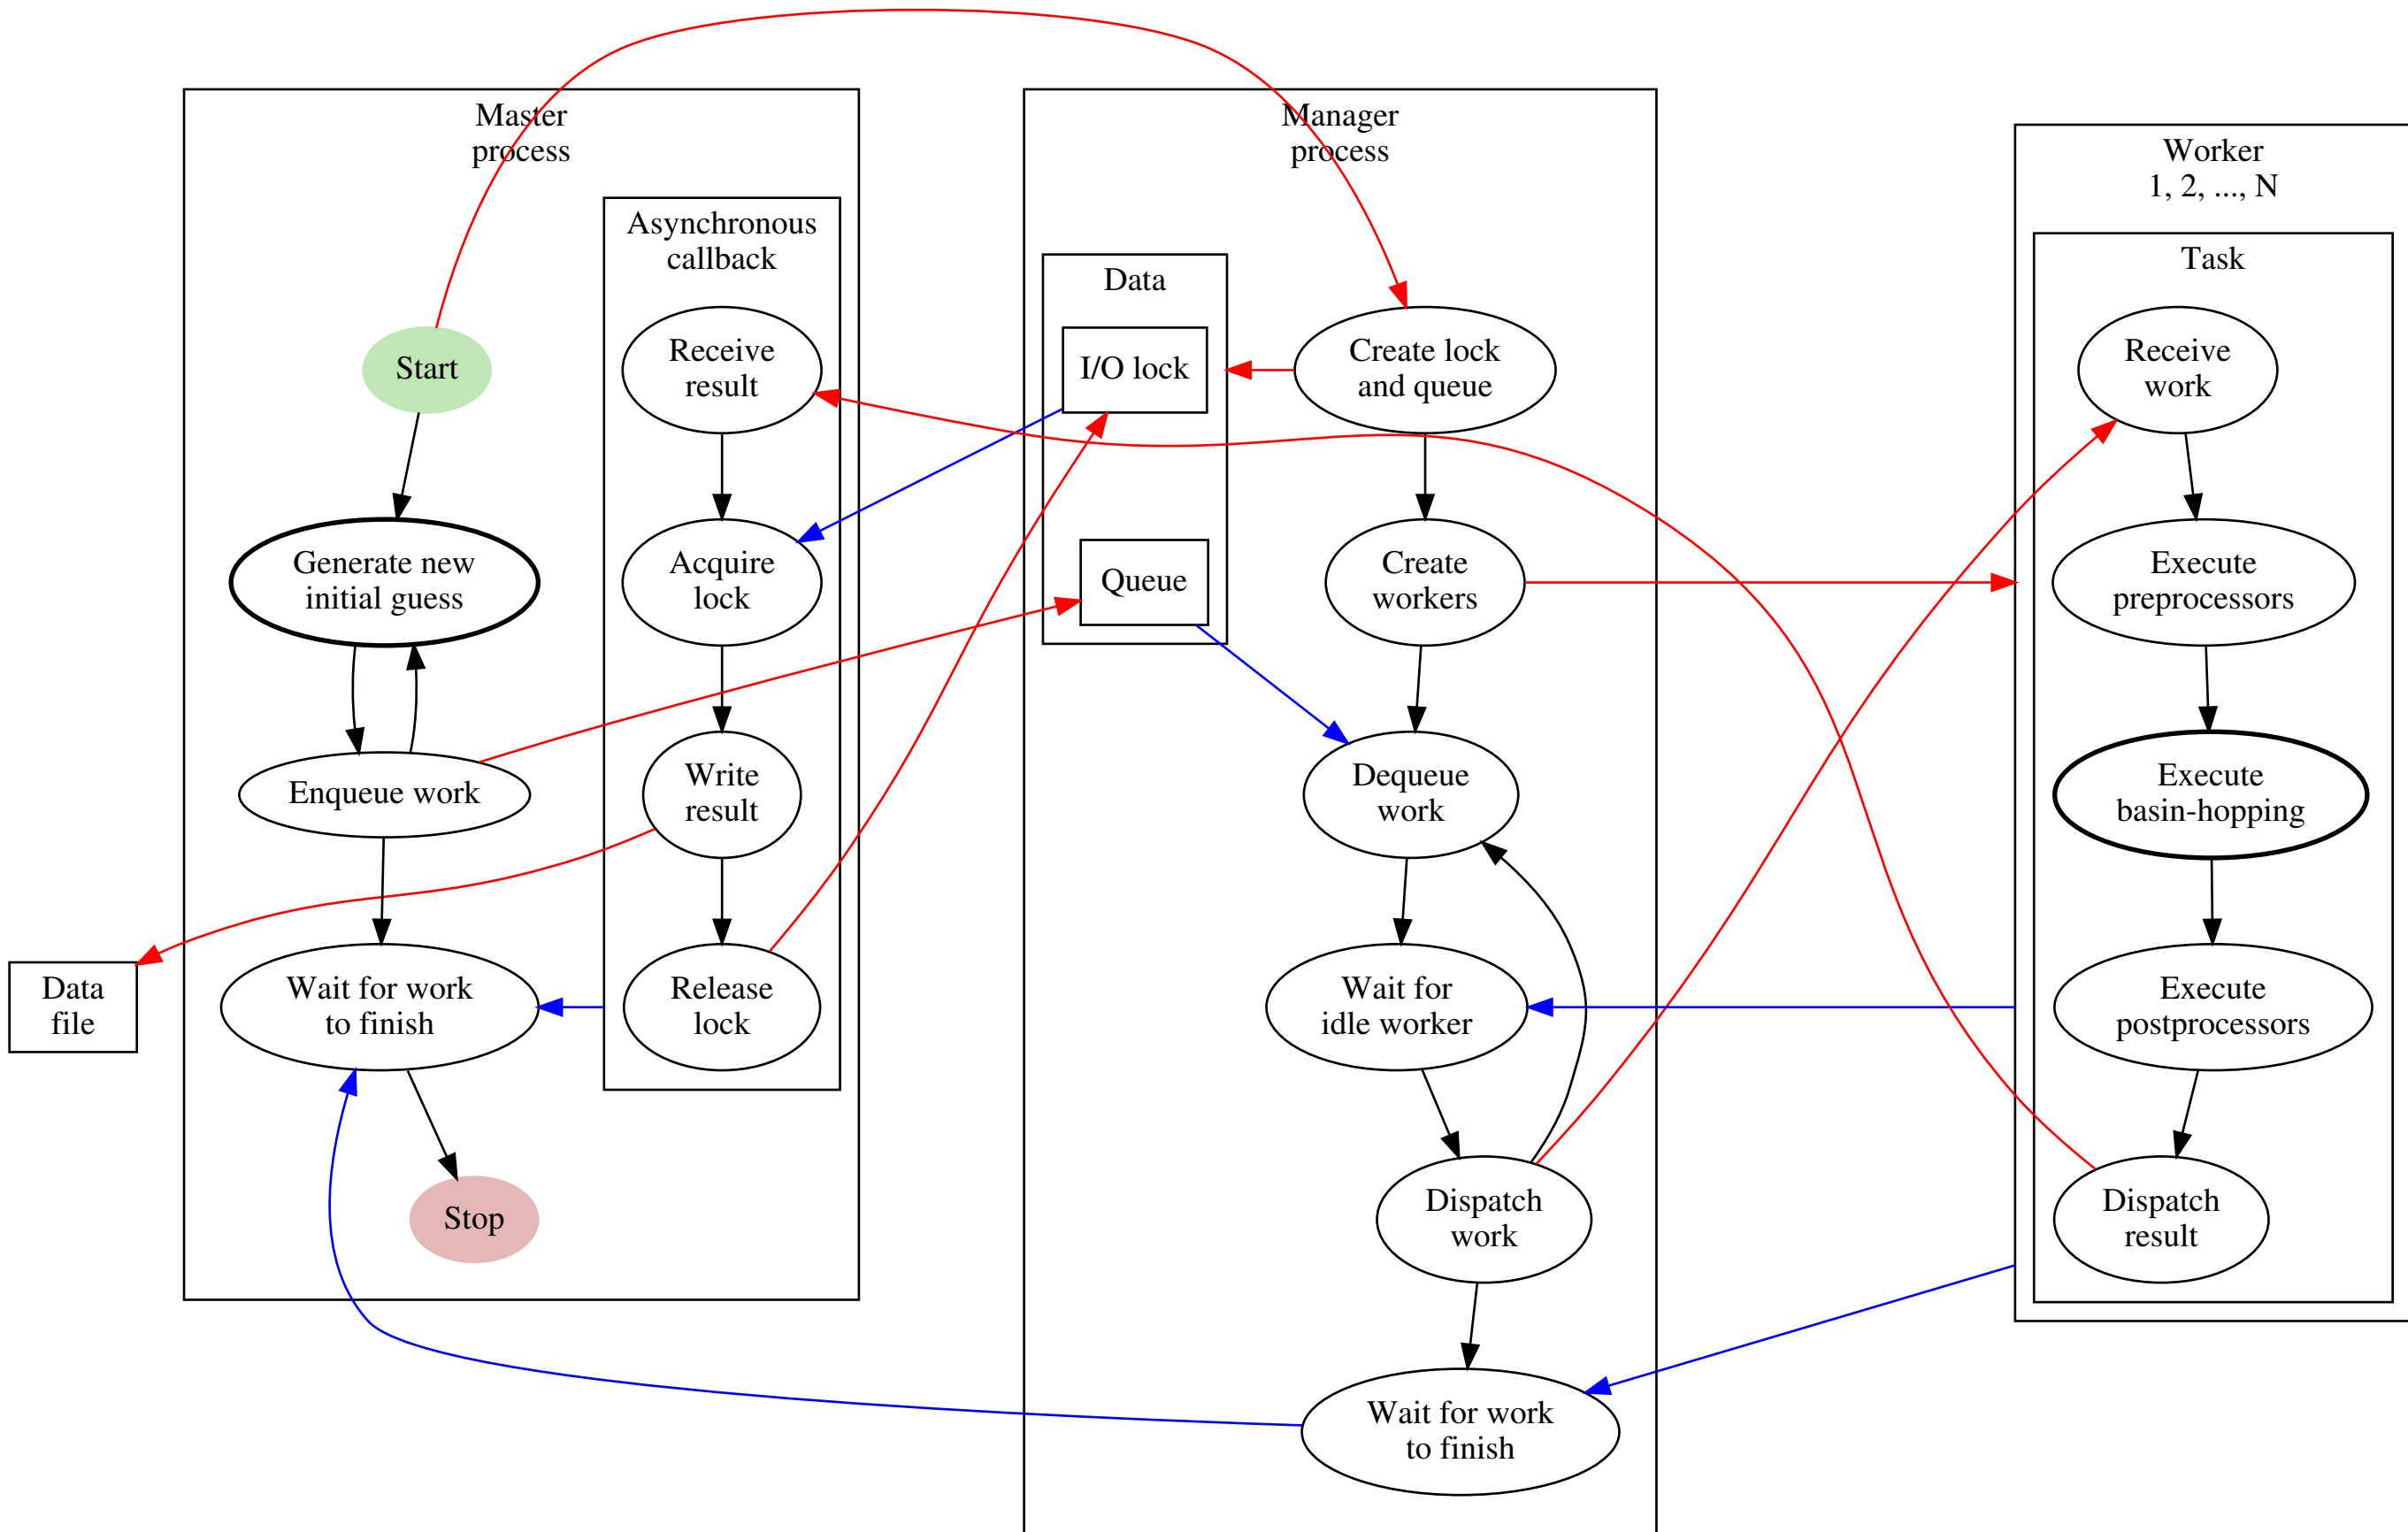 Master
process
Asynchronous
callback
Start
Receive
result
Generate new
initial guess
Acquire
lock
Enqueue work
Write
result
Data
file
Wait for work
to finish
Release
lock
Stop
Manager
process
Data
I/O lock
Create lock
and queue
Queue
Create
workers
Dequeue
work
Wait for
idle worker
Dispatch
work
Wait for work
to finish
Worker
1, 2, ..., N
Task
Receive
work
Execute
preprocessors
Execute
basin-hopping
Execute
postprocessors
Dispatch
result